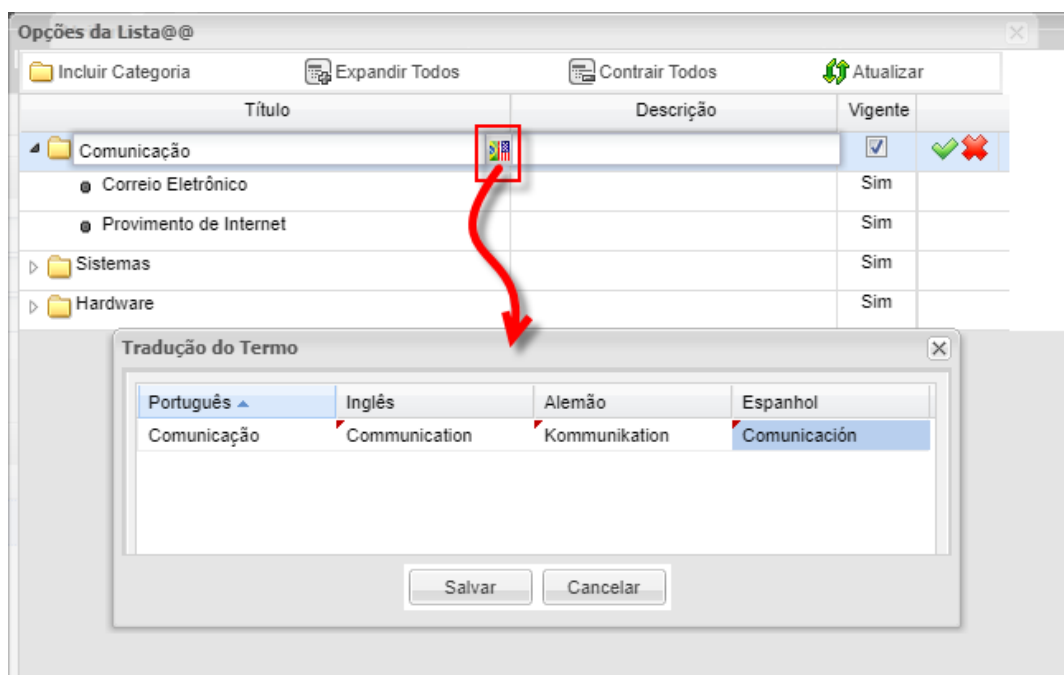 Opções da Lista@@
Incluir Categoria Expandir Todos Contrair Todos Atualizar
Título Descrição Vigente
Comunicação
Correio Eletrônico Sim
Provimento de Internet Sim
Sistemas Sim
Hardware Sim
Tradução do Termo
Português Inglês Alemão Espanhol
Comunicação Communication Kommunikation Comunicación
Salvar Cancelar